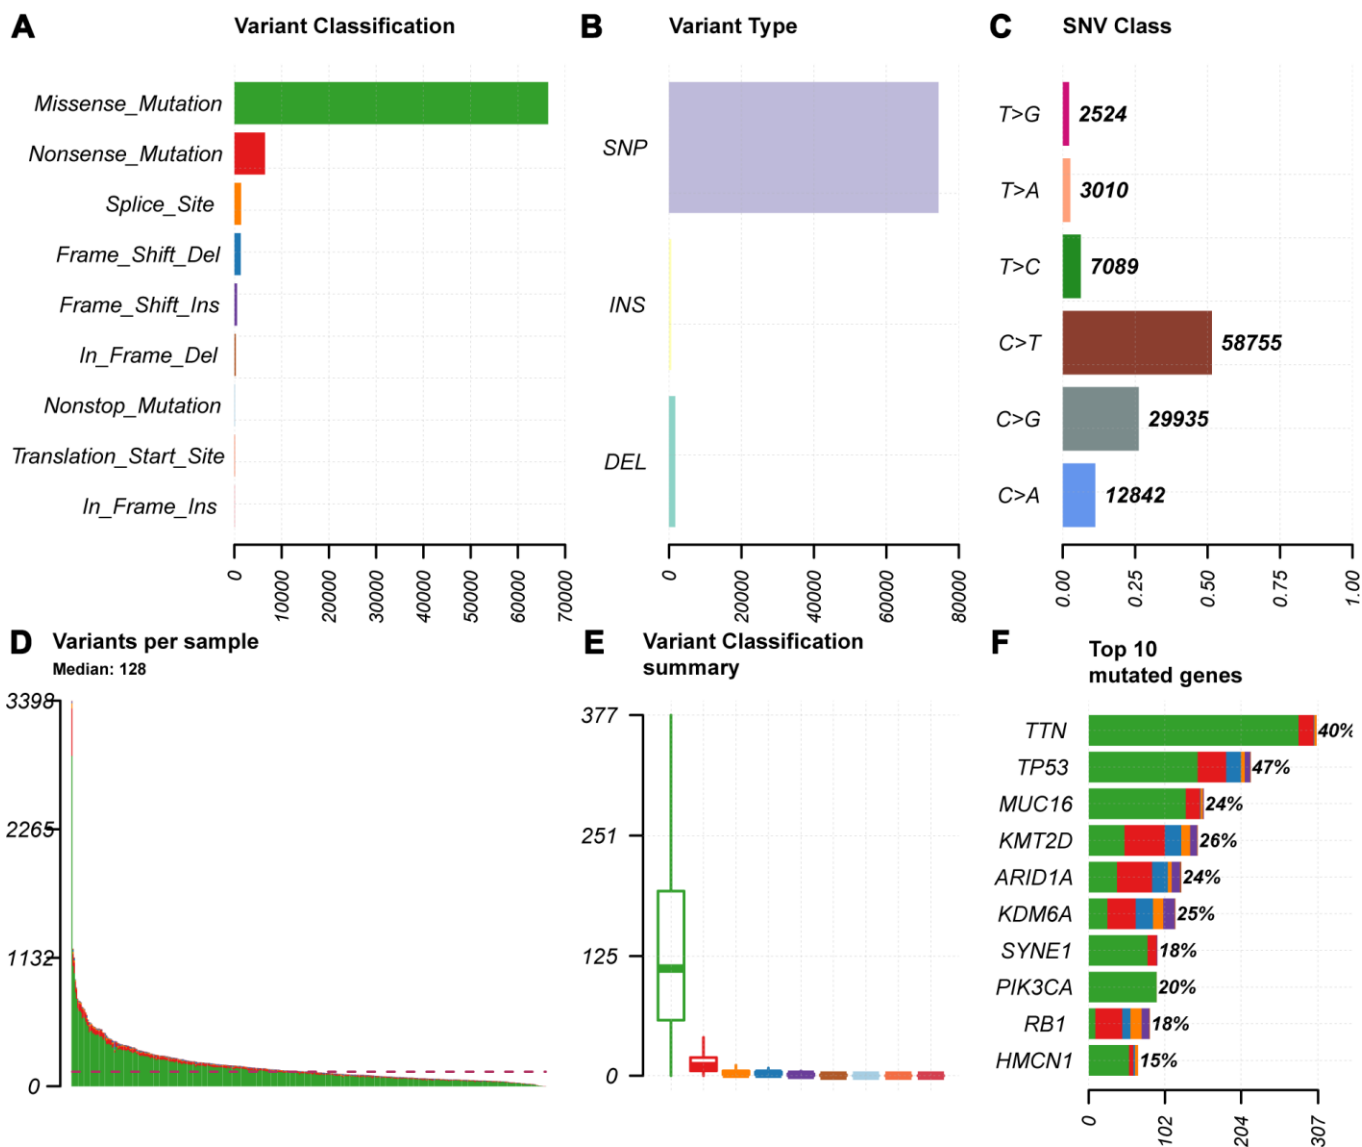 A
Variant Classification
Missense_Mutation
Nonsense_Mutation
Splice_Site
Frame_Shift_Del
Frame_Shift_Ins
In_Frame_Del
Nonstop_Mutation
Translation_Start_Site
In_Frame_Ins
0
10000
20000
30000
40000
50000
60000
70000
B
Variant Type
SNP
INS
DEL
0
20000
40000
60000
80000
C
SNV Class
T>G 2524
T>A 3010
T>C 7089
C>T 58755
C>G 29935
C>A 12842
0.00
0.25
0.50
0.75
1.00
D
Variants per sample
Median: 128
3398
2265
1132
0
E
Variant Classification
summary
377
251
125
0
F
Top 10
mutated genes
TTN 40%
TP53 47%
MUC16 24%
KMT2D 26%
ARID1A 24%
KDM6A 25%
SYNE1 18%
PIK3CA 20%
RB1 18%
HMCN1 15%
0
102
204
307